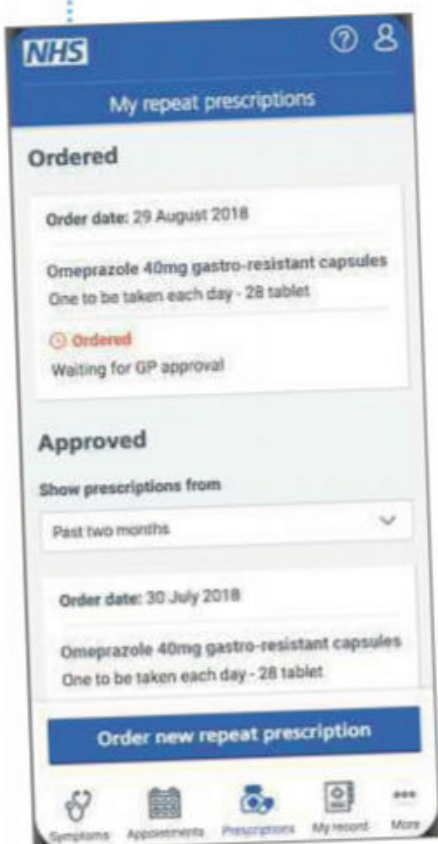 NHS
My repeat prescriptions
Ordered
Order date: 29 August 2018
Omeprazole 40mg gastro-resistant capsules
One to be taken each day - 28 tablet
Ordered
Waiting for GP approval
Approved
Show prescriptions from
Past two months
Order date: 30 July 2018
Omeprazole 40mg gastro-resistant capsules
One to be taken each day - 28 tablet
Order new repeat prescription
Symptoms Appointments Prescriptions My record More